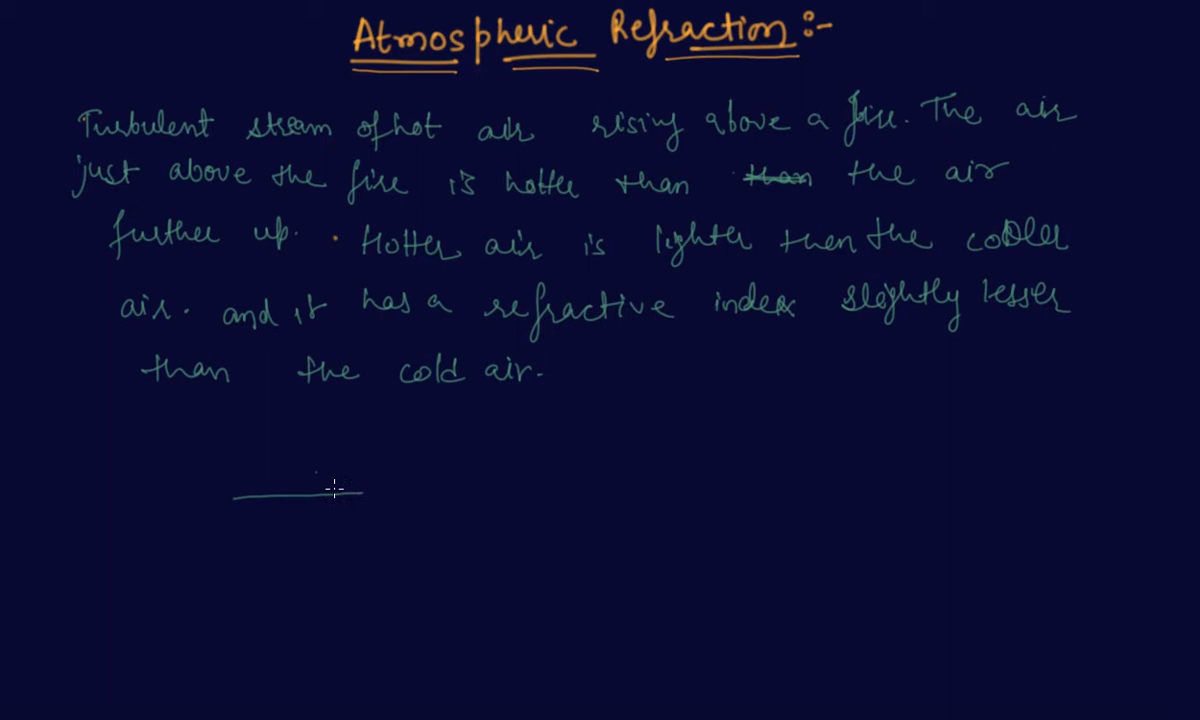 Atmospheric Refraction :-
Turbulent stream of hot air rising above a fire. The air
just above the fire is hotter than than the air
further up. Hotter air is lighter then the cooler
air. and it has a refractive index slightly lesser
than the cold air.